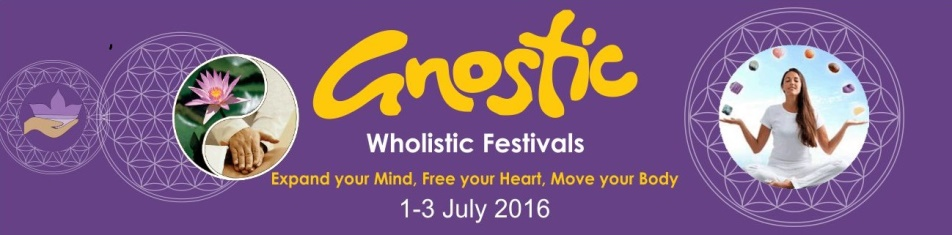 Gnostic
Wholistic Festivals
Expand your Mind, Free your Heart, Move your Body
1-3 July 2016